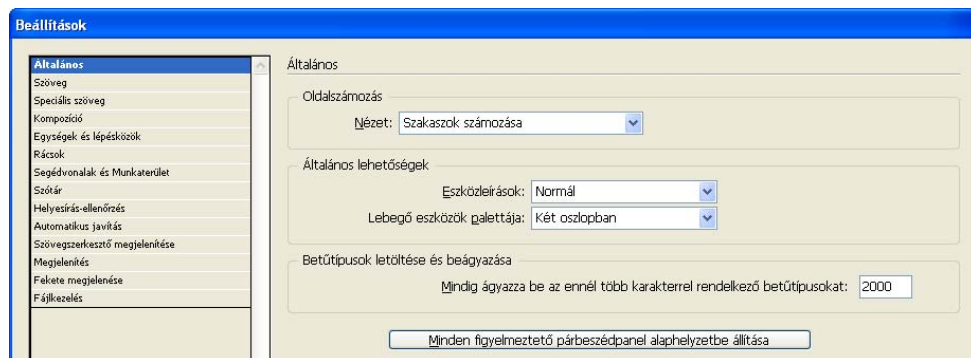 Beállítások
Általános
Szöveg
Speciális szöveg
Kompozíció
Egységek és lépésközök
Rácsok
Segédvonalak és Munkaterület
Szótár
Helyesírás-ellenőrzés
Automatikus javítás
Szövegszerkesztő megjelenítése
Megjelenítés
Fekete megjelenése
Fájlkezelés
Általános
Oldalszámozás
Nézet: Szakaszok számozása
Általános lehetőségek
Eszközleírások: Normál
Lebegő eszközök palettája: Két oszlopban
Betűtípusok letöltése és beágyazása
Mindig ágyazza be az ennél több karakterrel rendelkező betűtípusokat: 2000
Minden figyelmeztető párbeszédpanel alaphelyzetbe állítása